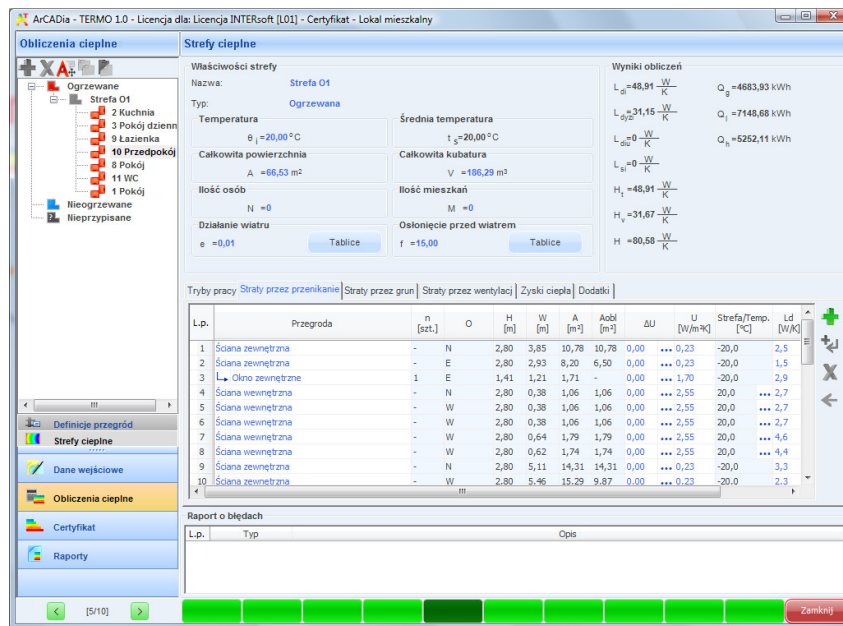 ArCADia - TERMO 1.0 - Licencja dla: Licencja INTERsoft [L01] - Certyfikat - Lokal mieszkalny
Obliczenia cieplne
Strefy cieplne
Ogrzewane
Strefa O1
2 Kuchnia
3 Pokój dzienn
9 Łazienka
10 Przedpokój
8 Pokój
11 WC
1 Pokój
Nieogrzewane
Nieprzypisane
Definicje przegród
Strefy cieplne
Dane wejściowe
Obliczenia cieplne
Certyfikat
Raporty
[5/10]
Właściwości strefy
Nazwa: Strefa O1
Typ: Ogrzewana
Temperatura
θ i =20,00 °C
Średnia temperatura
t s =20,00 °C
Całkowita powierzchnia
A =66,53 m²
Całkowita kubatura
V =186,29 m³
Ilość osób
N =0
Ilość mieszkań
M =0
Działanie wiatru
e =0,01 Tablice
Osłonięcie przed wiatrem
f =15,00 Tablice
Wyniki obliczeń
L di =48,91 W/K Q g =4683,93 kWh
L dyzi =31,15 W/K Q i =7148,68 kWh
L diu =0 W/K Q h =5252,11 kWh
L si =0 W/K
H t =48,91 W/K
H v =31,67 W/K
H =80,58 W/K
Tryby pracy Straty przez przenikanie Straty przez grun Straty przez wentylacj Zyski ciepła Dodatki
L.p. Przegroda n [szt.] O H [m] W [m] A [m²] Aobl [m²] ΔU U [W/m²K] Strefa/Temp. [°C] Ld [W/K]
1 Ściana zewnętrzna - N 2,80 3,85 10,78 10,78 0,00 ... 0,23 -20,0 2,5
2 Ściana zewnętrzna - E 2,80 2,93 8,20 6,50 0,00 ... 0,23 -20,0 1,5
3 Okno zewnętrzne 1 E 1,41 1,21 1,71 - 0,00 ... 1,70 -20,0 2,9
4 Ściana wewnętrzna - N 2,80 0,38 1,06 1,06 0,00 ... 2,55 20,0 ... 2,7
5 Ściana wewnętrzna - W 2,80 0,38 1,06 1,06 0,00 ... 2,55 20,0 ... 2,7
6 Ściana wewnętrzna - W 2,80 0,38 1,06 1,06 0,00 ... 2,55 20,0 ... 2,7
7 Ściana wewnętrzna - W 2,80 0,64 1,79 1,79 0,00 ... 2,55 20,0 ... 4,6
8 Ściana wewnętrzna - W 2,80 0,62 1,74 1,74 0,00 ... 2,55 20,0 ... 4,4
9 Ściana zewnętrzna - N 2,80 5,11 14,31 14,31 0,00 ... 0,23 -20,0 3,3
10 Ściana zewnętrzna - W 2,80 5,46 15,29 9,87 0,00 ... 0,23 -20,0 2,3
Raport o błędach
L.p. Typ Opis
Zamknij